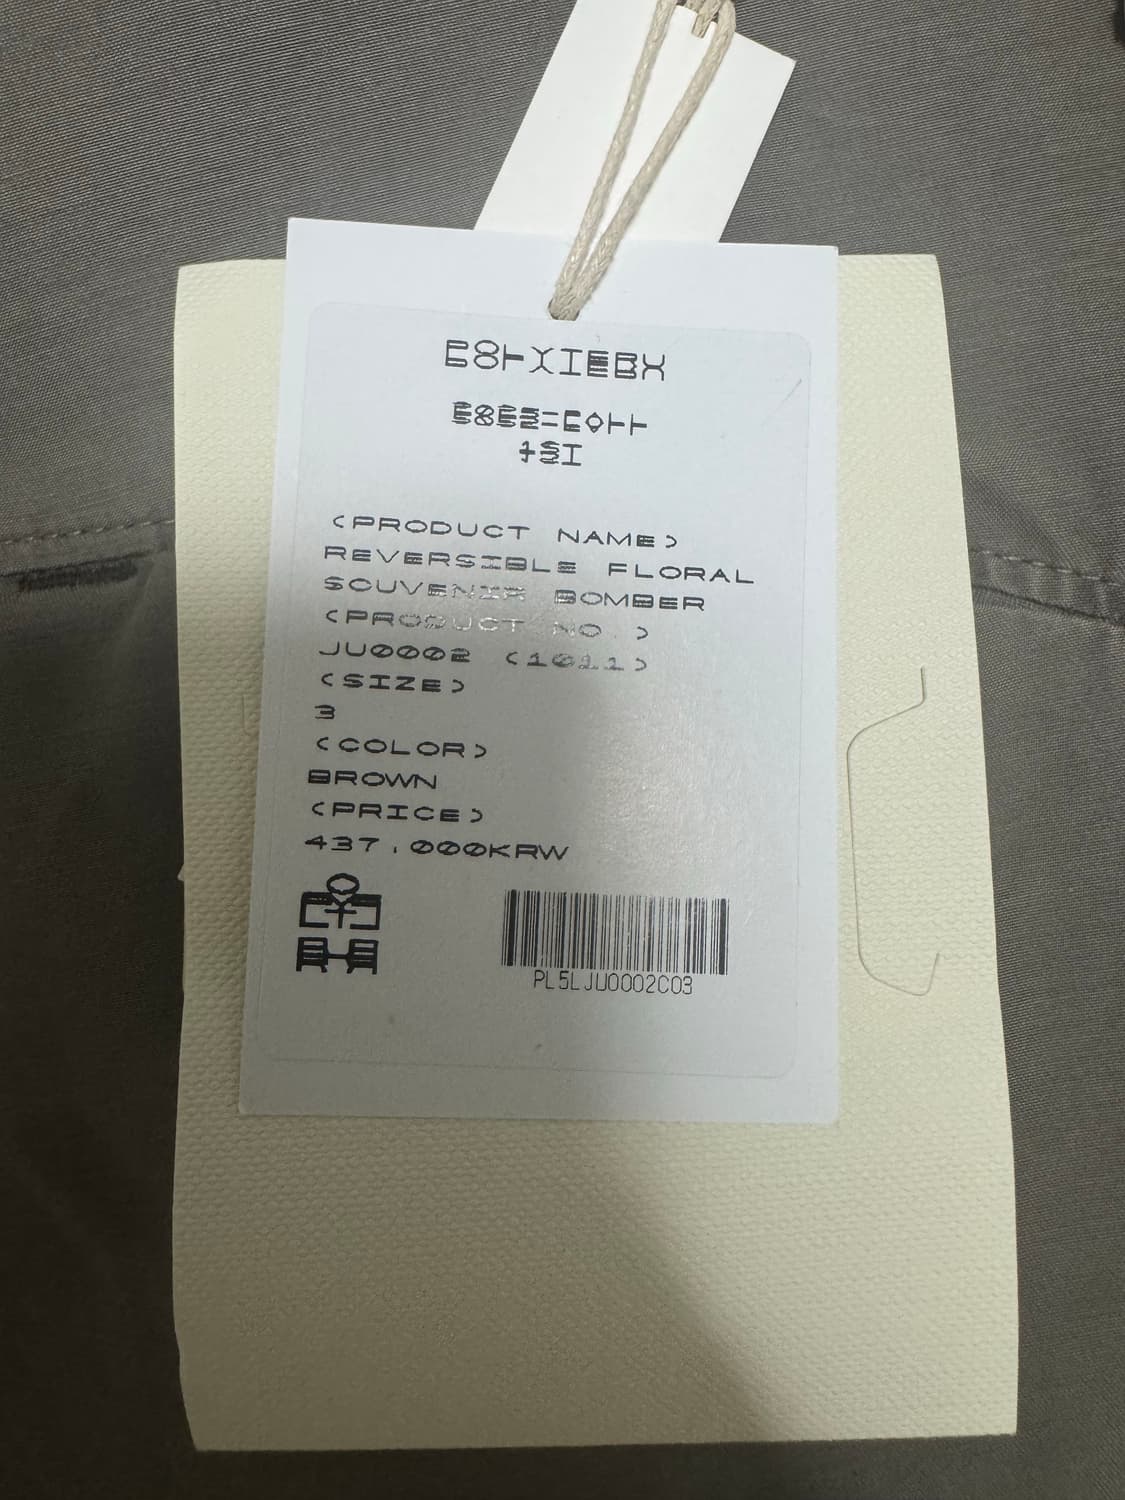 <PRODUCT NAME>
REVERSIBLE FLORAL
SOUVENIR BOMBER
<PRODUCT NO.>
JU0002 (1011)
<SIZE>
3
<COLOR>
BROWN
<PRICE>
437,000KRW
PL5LJU0002C03